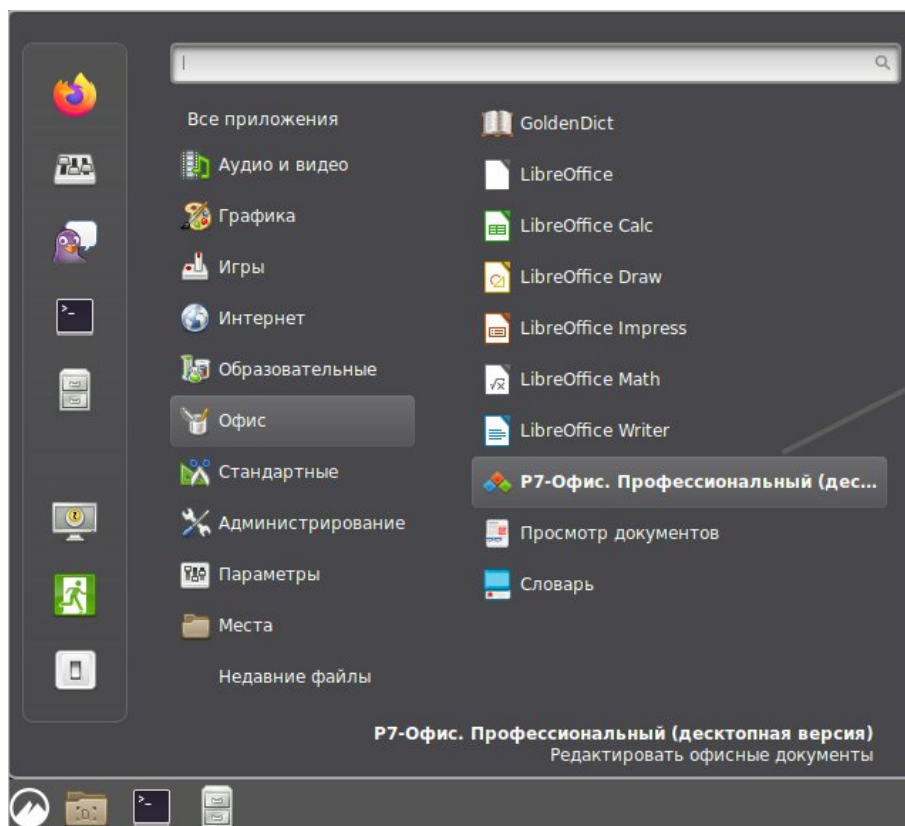 Все приложения
Аудио и видео
Графика
Игры
Интернет
Образовательные
Офис
Стандартные
Администрирование
Параметры
Места
Недавние файлы
GoldenDict
LibreOffice
LibreOffice Calc
LibreOffice Draw
LibreOffice Impress
LibreOffice Math
LibreOffice Writer
Р7-Офис. Профессиональный (дес...
Просмотр документов
Словарь
Р7-Офис. Профессиональный (десктопная версия)
Редактировать офисные документы